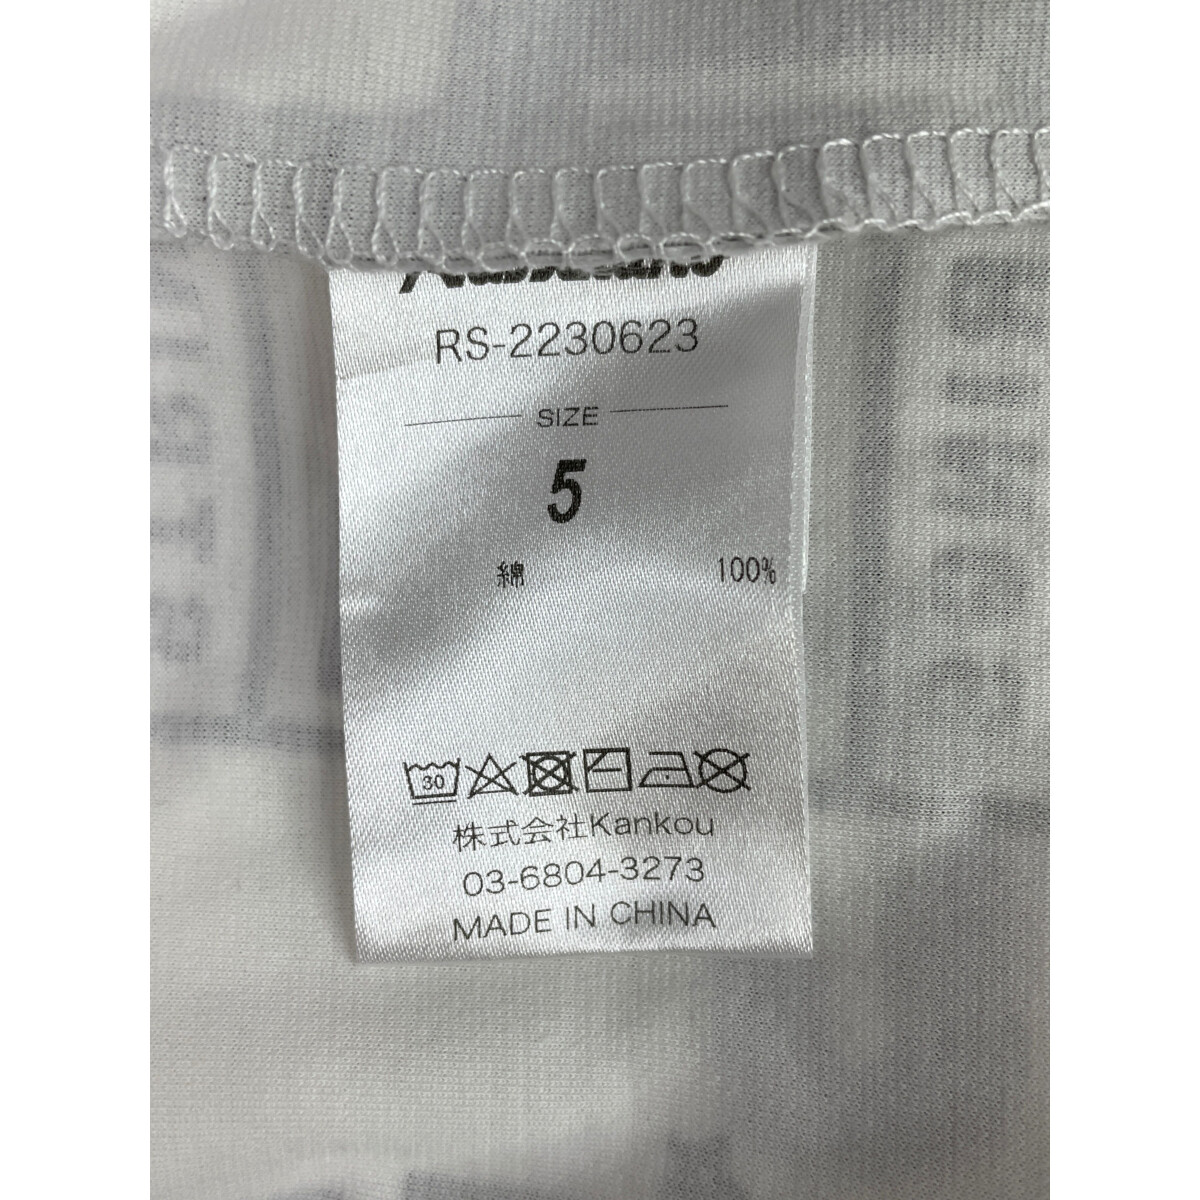 RS-2230623
SIZE
5
綿 100%
30
株式会社Kankou
03-6804-3273
MADE IN CHINA